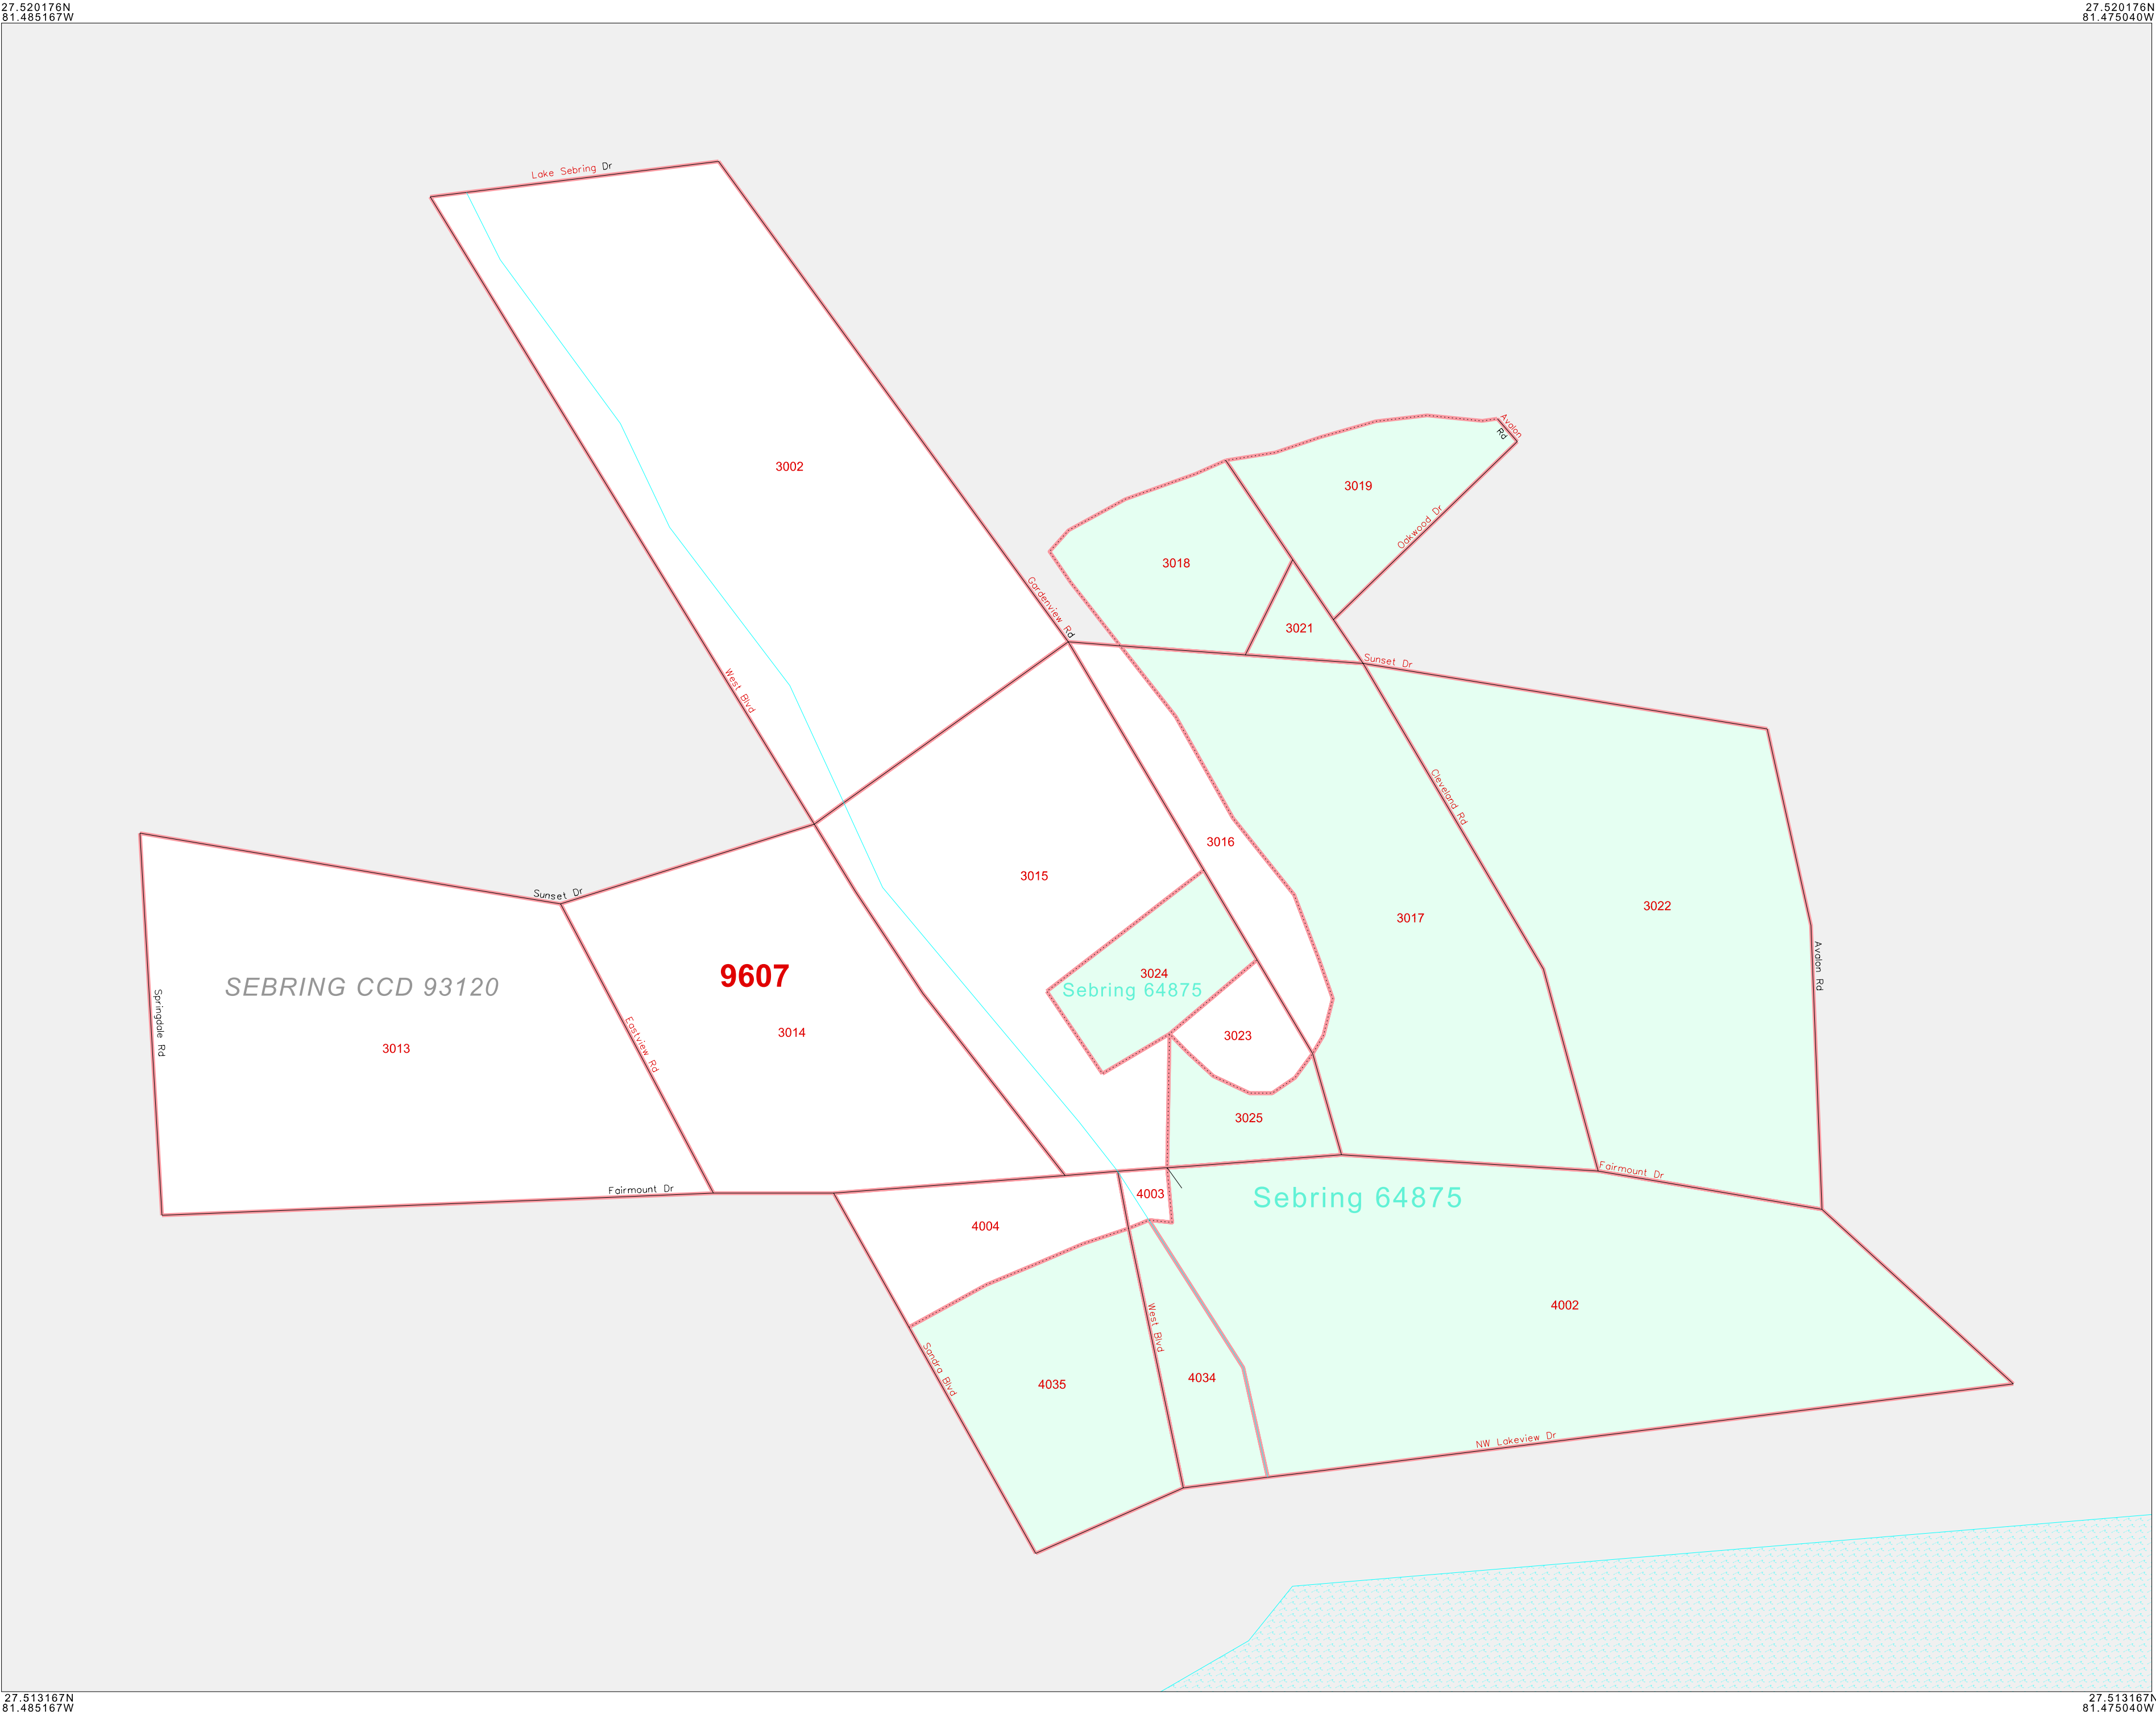 27.520176N
81.485167W
27.520176N
81.475040W
Lake Sebring Dr
Avalon
Rd
3002
3019
Oakwood Dr
3018
Gardenview Rd
3021
Sunset Dr
West Blvd
Cleveland Rd
3016
3015
Sunset Dr
3022
3017
Avalon Rd
9607
3024
SEBRING CCD 93120
Sebring 64875
Springdale Rd
Eastview Rd
3014
3023
3013
3025
Fairmount Dr
Fairmount Dr
4003
Sebring 64875
4004
4002
West Blvd
Sandra Blvd
4034
4035
NW Lakeview Dr
27.513167N
81.485167W
27.513167N
81.475040W